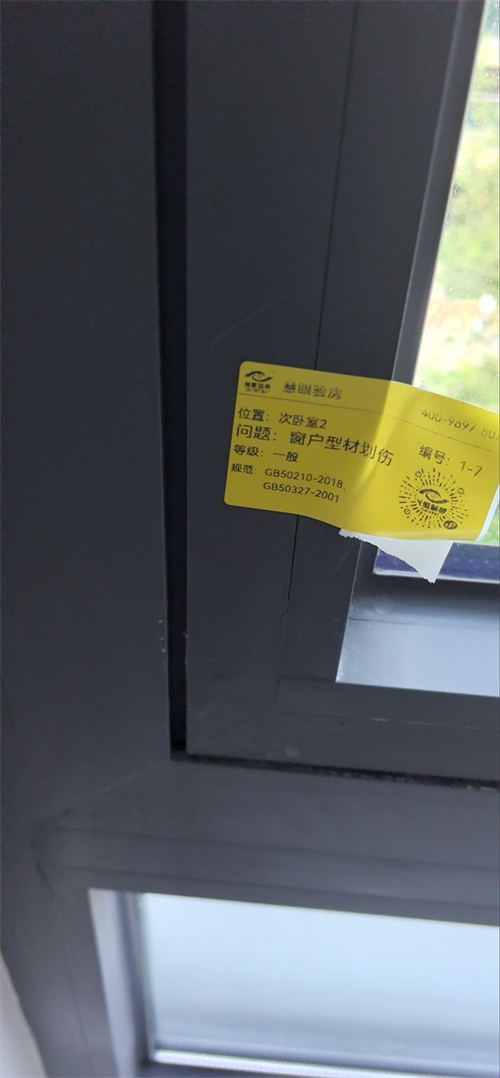 慧眼验房
400-9697-80
位置：次卧室2
问题：窗户型材划伤
编号：1-7
等级：一般
规范：GB50210-2018、
GB50327-2001